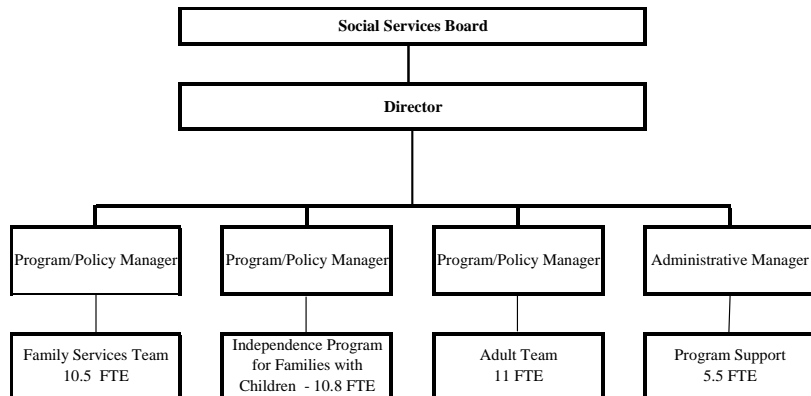 Social Services Board
Director
Program/Policy Manager
Program/Policy Manager
Program/Policy Manager
Administrative Manager
Family Services Team
10.5 FTE
Independence Program
for Families with
Children - 10.8 FTE
Adult Team
11 FTE
Program Support
5.5 FTE